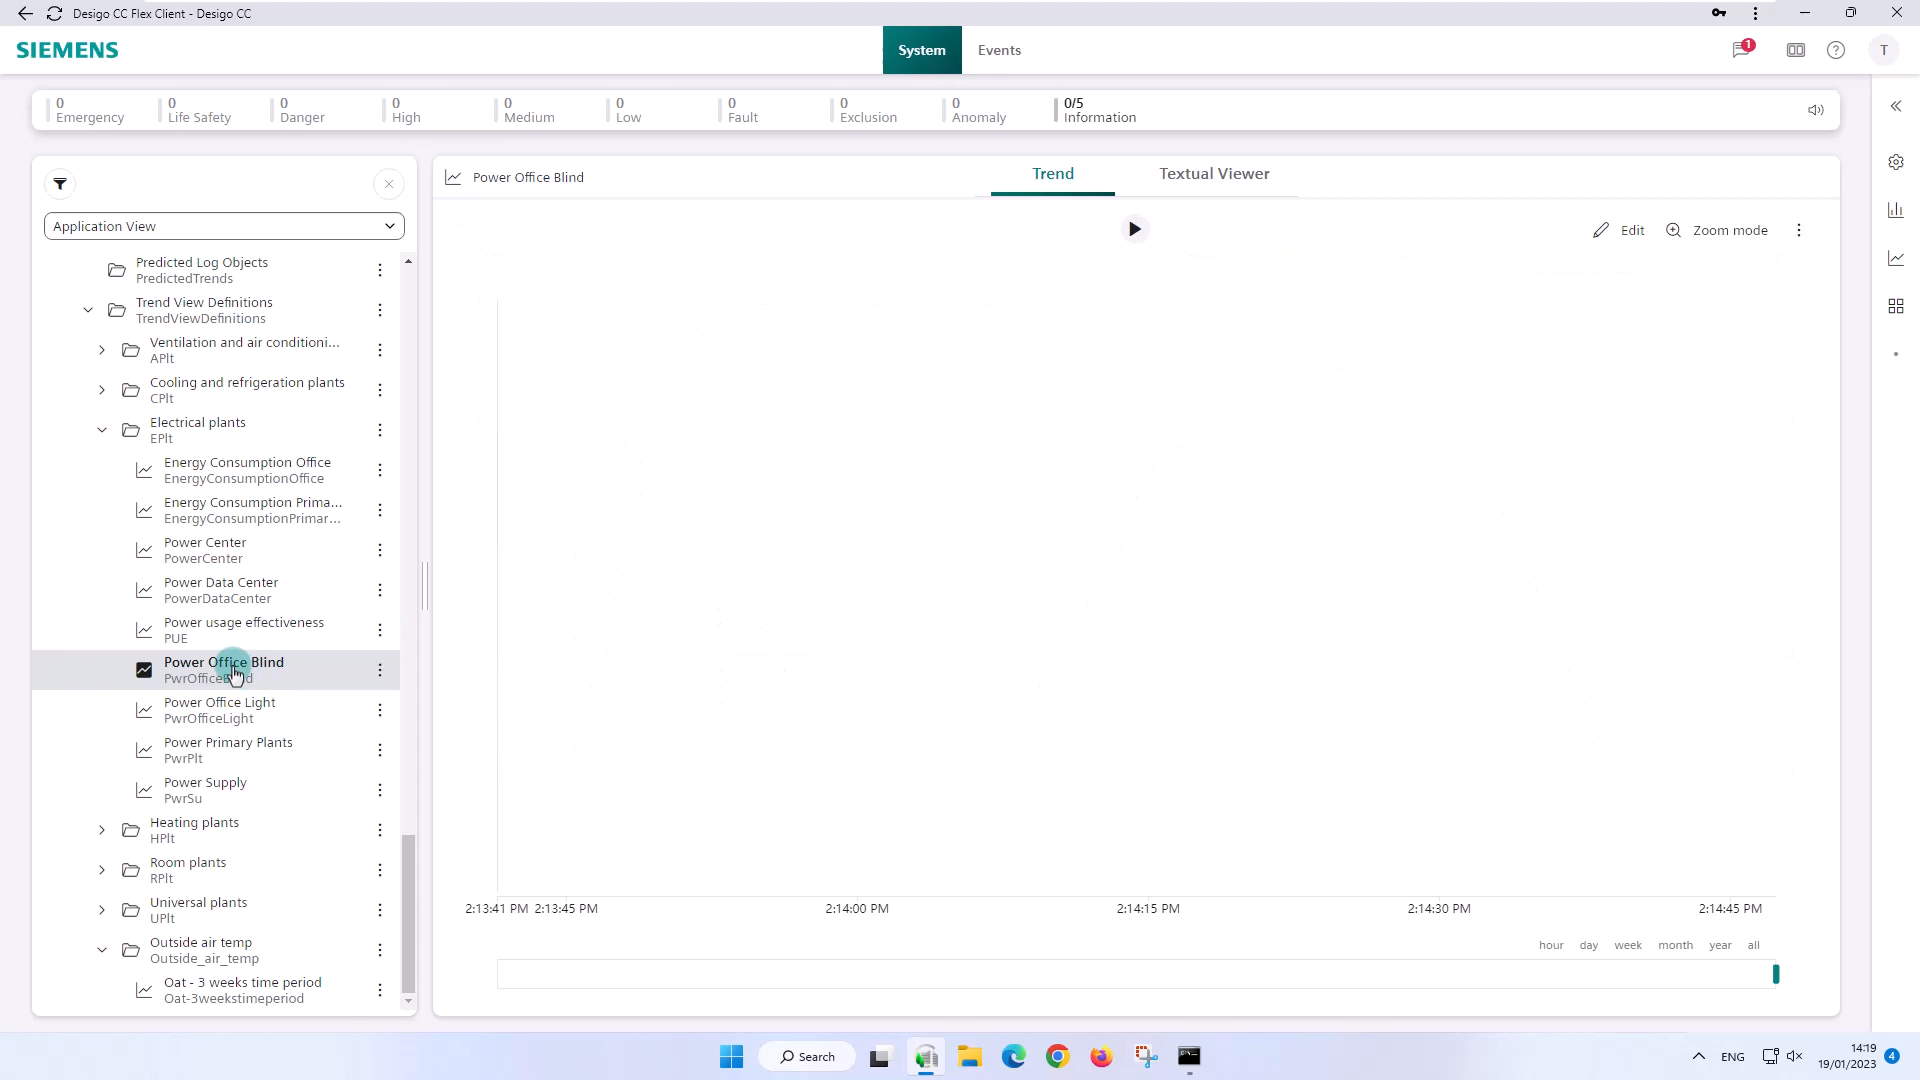 Desigo CC Flex Client - Desigo CC
SIEMENS
System
Events
1
T
0
Emergency
0
Life Safety
0
Danger
0
High
0
Medium
0
Low
0
Fault
0
Exclusion
0
Anomaly
0/5
Information
Application View
Predicted Log Objects
PredictedTrends
Trend View Definitions
TrendViewDefinitions
Ventilation and air conditioni...
APlt
Cooling and refrigeration plants
CPlt
Electrical plants
EPlt
Energy Consumption Office
EnergyConsumptionOffice
Energy Consumption Prima...
EnergyConsumptionPrimar...
Power Center
PowerCenter
Power Data Center
PowerDataCenter
Power usage effectiveness
PUE
Power Office Blind
PwrOfficeBlind
Power Office Light
PwrOfficeLight
Power Primary Plants
PwrPlt
Power Supply
PwrSu
Heating plants
HPlt
Room plants
RPlt
Universal plants
UPlt
Outside air temp
Outside_air_temp
Oat - 3 weeks time period
Oat-3weekstimeperiod
Power Office Blind
Trend
Textual Viewer
Edit
Zoom mode
2:13:41 PM 2:13:45 PM 2:14:00 PM 2:14:15 PM 2:14:30 PM 2:14:45 PM
hour day week month year all
Search
ENG
14:19
19/01/2023
4